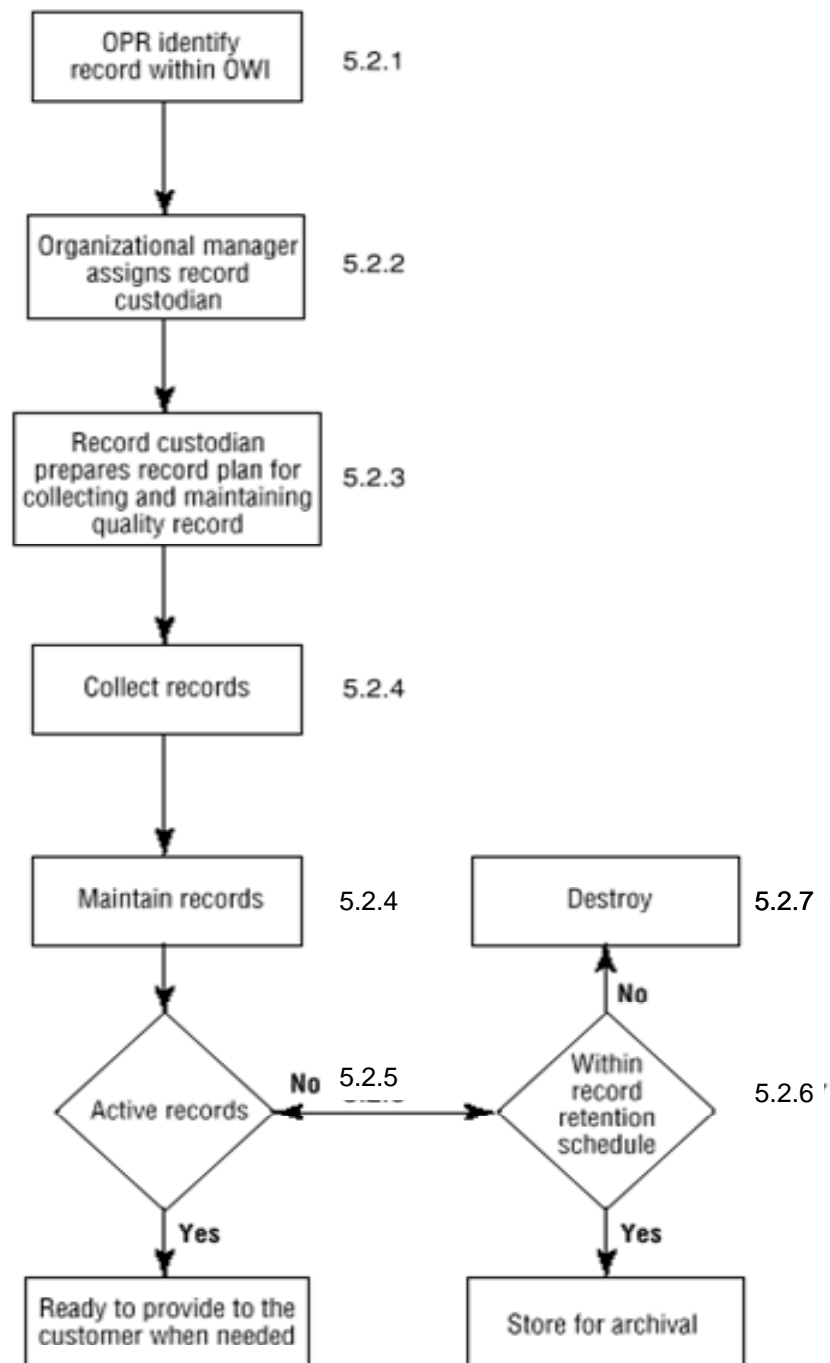 OPR identify
record within OWI
5.2.1
Organizational manager
assigns record
custodian
5.2.2
Record custodian
prepares record plan for
collecting and maintaining
quality record
5.2.3
Collect records
5.2.4
Maintain records
5.2.4
Destroy
5.2.7
No
Active records
No
5.2.5
Within
record
retention
schedule
5.2.6
Yes
Yes
Ready to provide to the
customer when needed
Store for archival